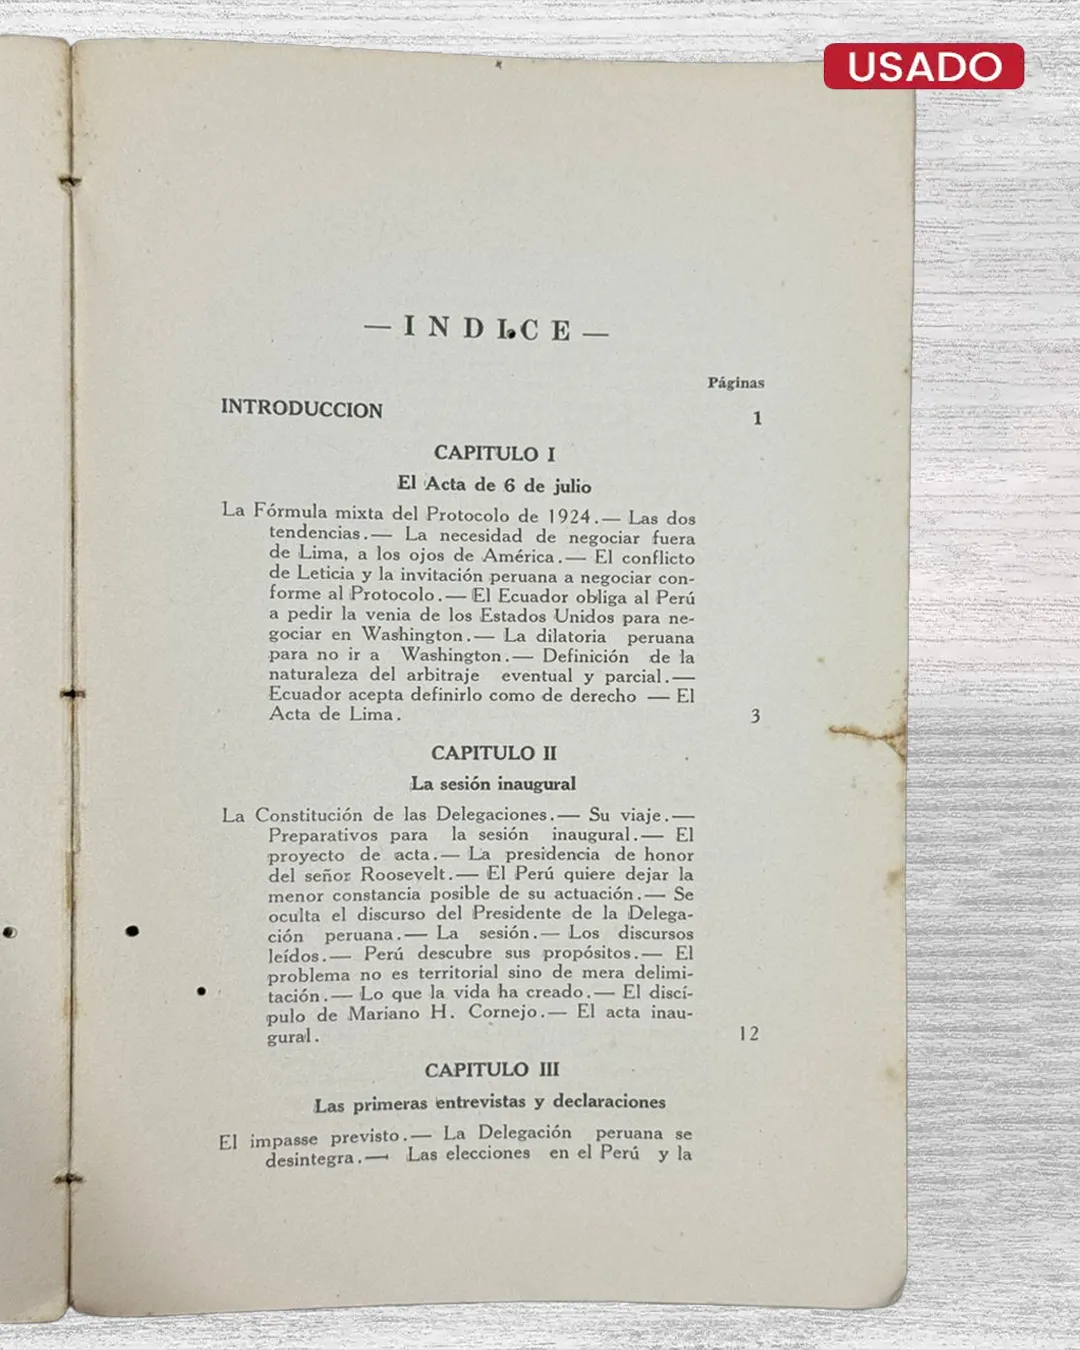 USADO
— INDICE —
Páginas
INTRODUCCION 1
CAPITULO I
El Acta de 6 de julio
La Fórmula mixta del Protocolo de 1924.— Las dos
tendencias.— La necesidad de negociar fuera
de Lima, a los ojos de América.— El conflicto
de Leticia y la invitación peruana a negociar con-
forme al Protocolo.— El Ecuador obliga al Perú
a pedir la venia de los Estados Unidos para ne-
gociar en Washington.— La dilatoria peruana
para no ir a Washington.— Definición de la
naturaleza del arbitraje eventual y parcial.—
Ecuador acepta definirlo como de derecho — El
Acta de Lima. 3
CAPITULO II
La sesión inaugural
La Constitución de las Delegaciones.— Su viaje.—
Preparativos para la sesión inaugural.— El
proyecto de acta.— La presidencia de honor
del señor Roosevelt.— El Perú quiere dejar la
menor constancia posible de su actuación.— Se
oculta el discurso del Presidente de la Delega-
ción peruana.— La sesión.— Los discursos
leídos.— Perú descubre sus propósitos.— El
problema no es territorial sino de mera delimi-
tación.— Lo que la vida ha creado.— El discí-
pulo de Mariano H. Cornejo.— El acta inau-
gural. 12
CAPITULO III
Las primeras entrevistas y declaraciones
El impasse previsto.— La Delegación peruana se
desintegra.— Las elecciones en el Perú y la